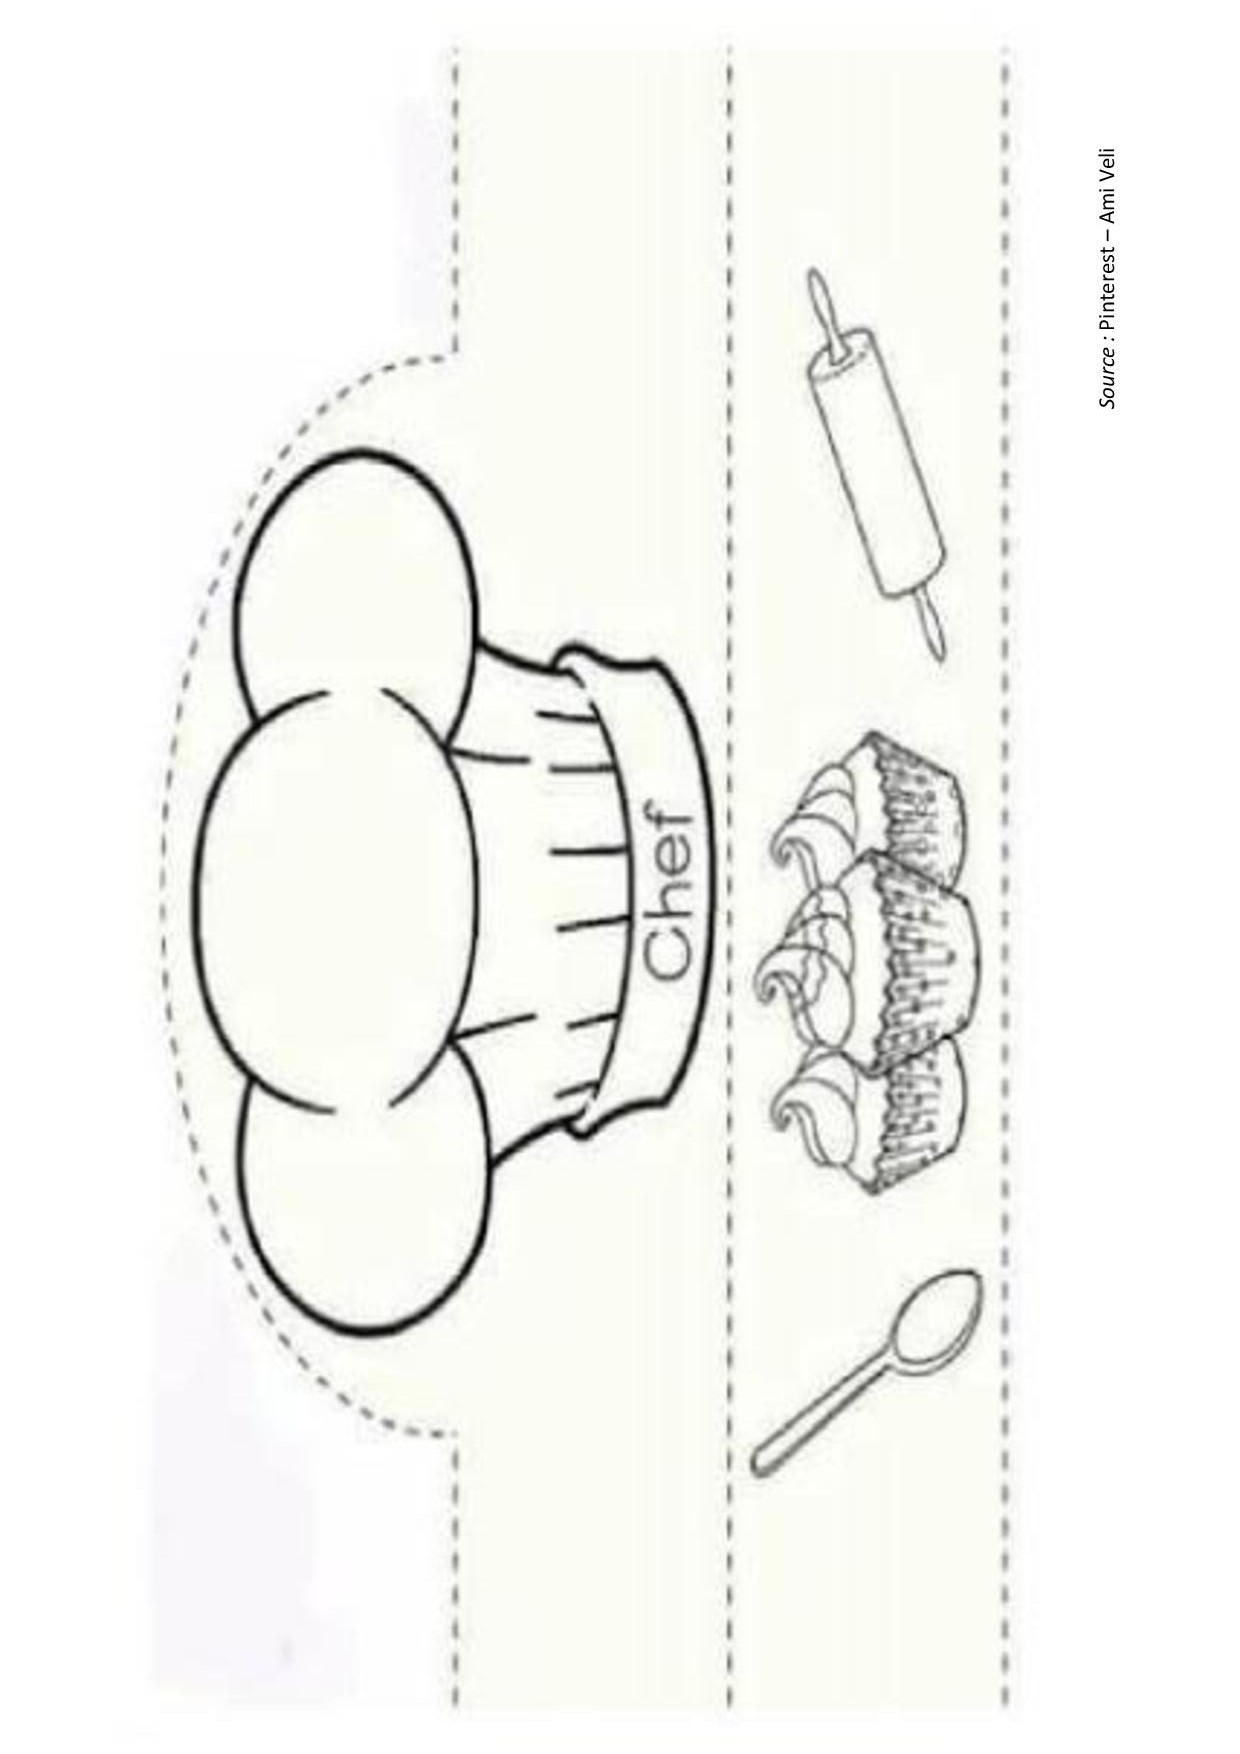 Chef
Source : Pinterest – Ami Veli